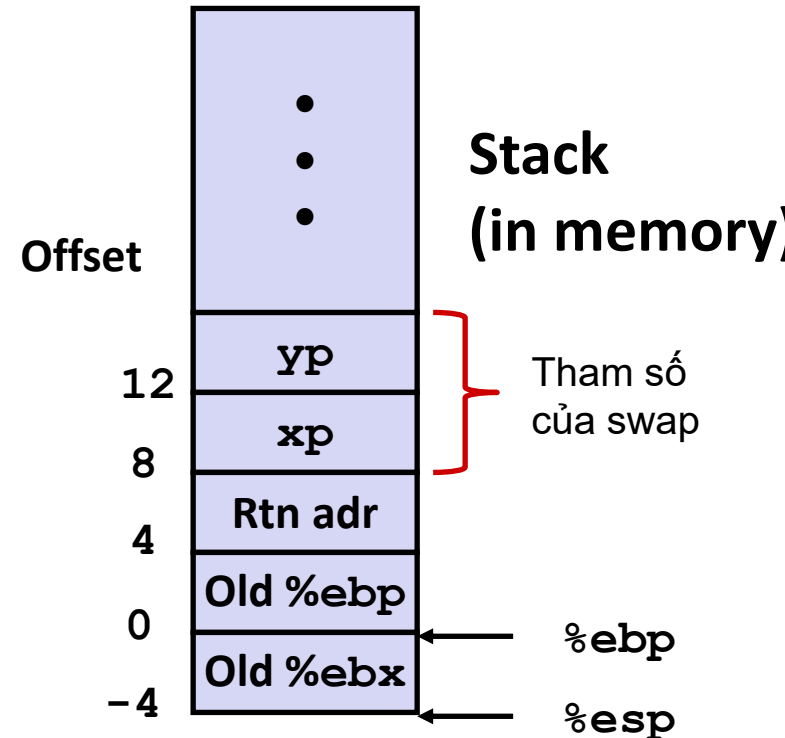 Stack
(in memory)
Offset
yp
12
xp
8
Rtn adr
4
Old %ebp
0
Old %ebx
-4
Tham số
của swap
%ebp
%esp